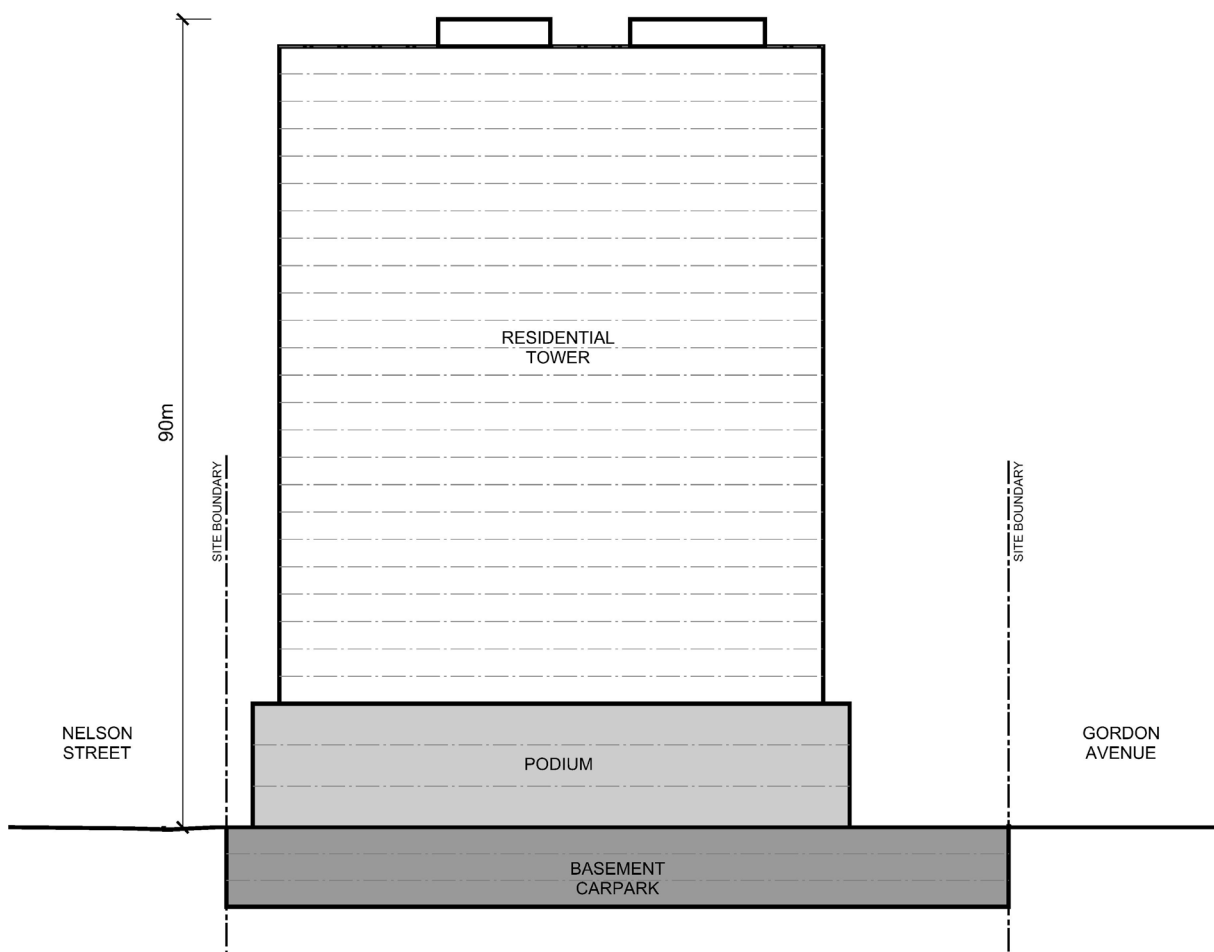 RESIDENTIAL
TOWER
90m
SITE BOUNDARY
SITE BOUNDARY
NELSON
STREET
PODIUM
GORDON
AVENUE
BASEMENT
CARPARK